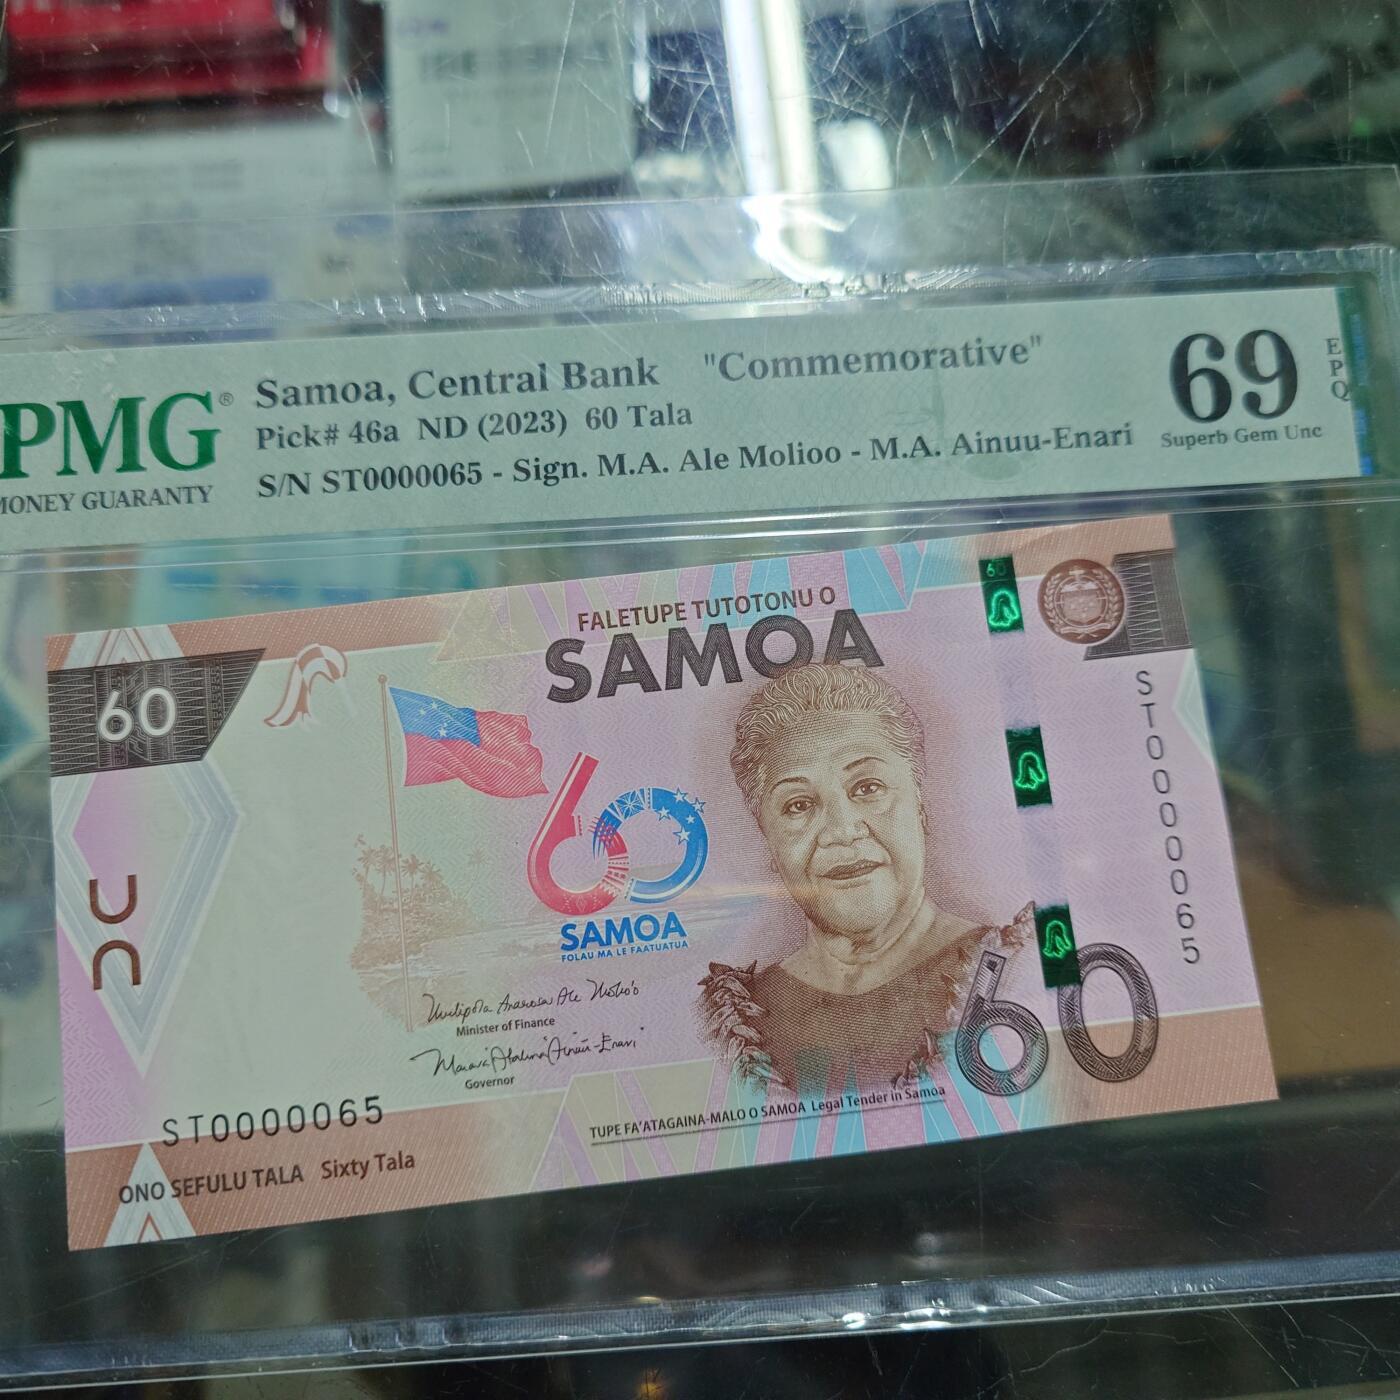 PMG®
MONEY GUARANTY
Samoa, Central Bank "Commemorative"
Pick# 46a ND (2023) 60 Tala
S/N ST0000065 - Sign. M.A. Ale Molioo - M.A. Ainuu-Enari
69
EPQ
Superb Gem Unc
FALETUPE TUTOTONU O
SAMOA
60
60
60
SAMOA
FOLAU MA LE FAATUATUA
Minister of Finance
Governor
ST0000065
ST0000065
60
ONO SEFULU TALA Sixty Tala
TUPE FA'ATAGAINA-MALO O SAMOA Legal Tender in Samoa